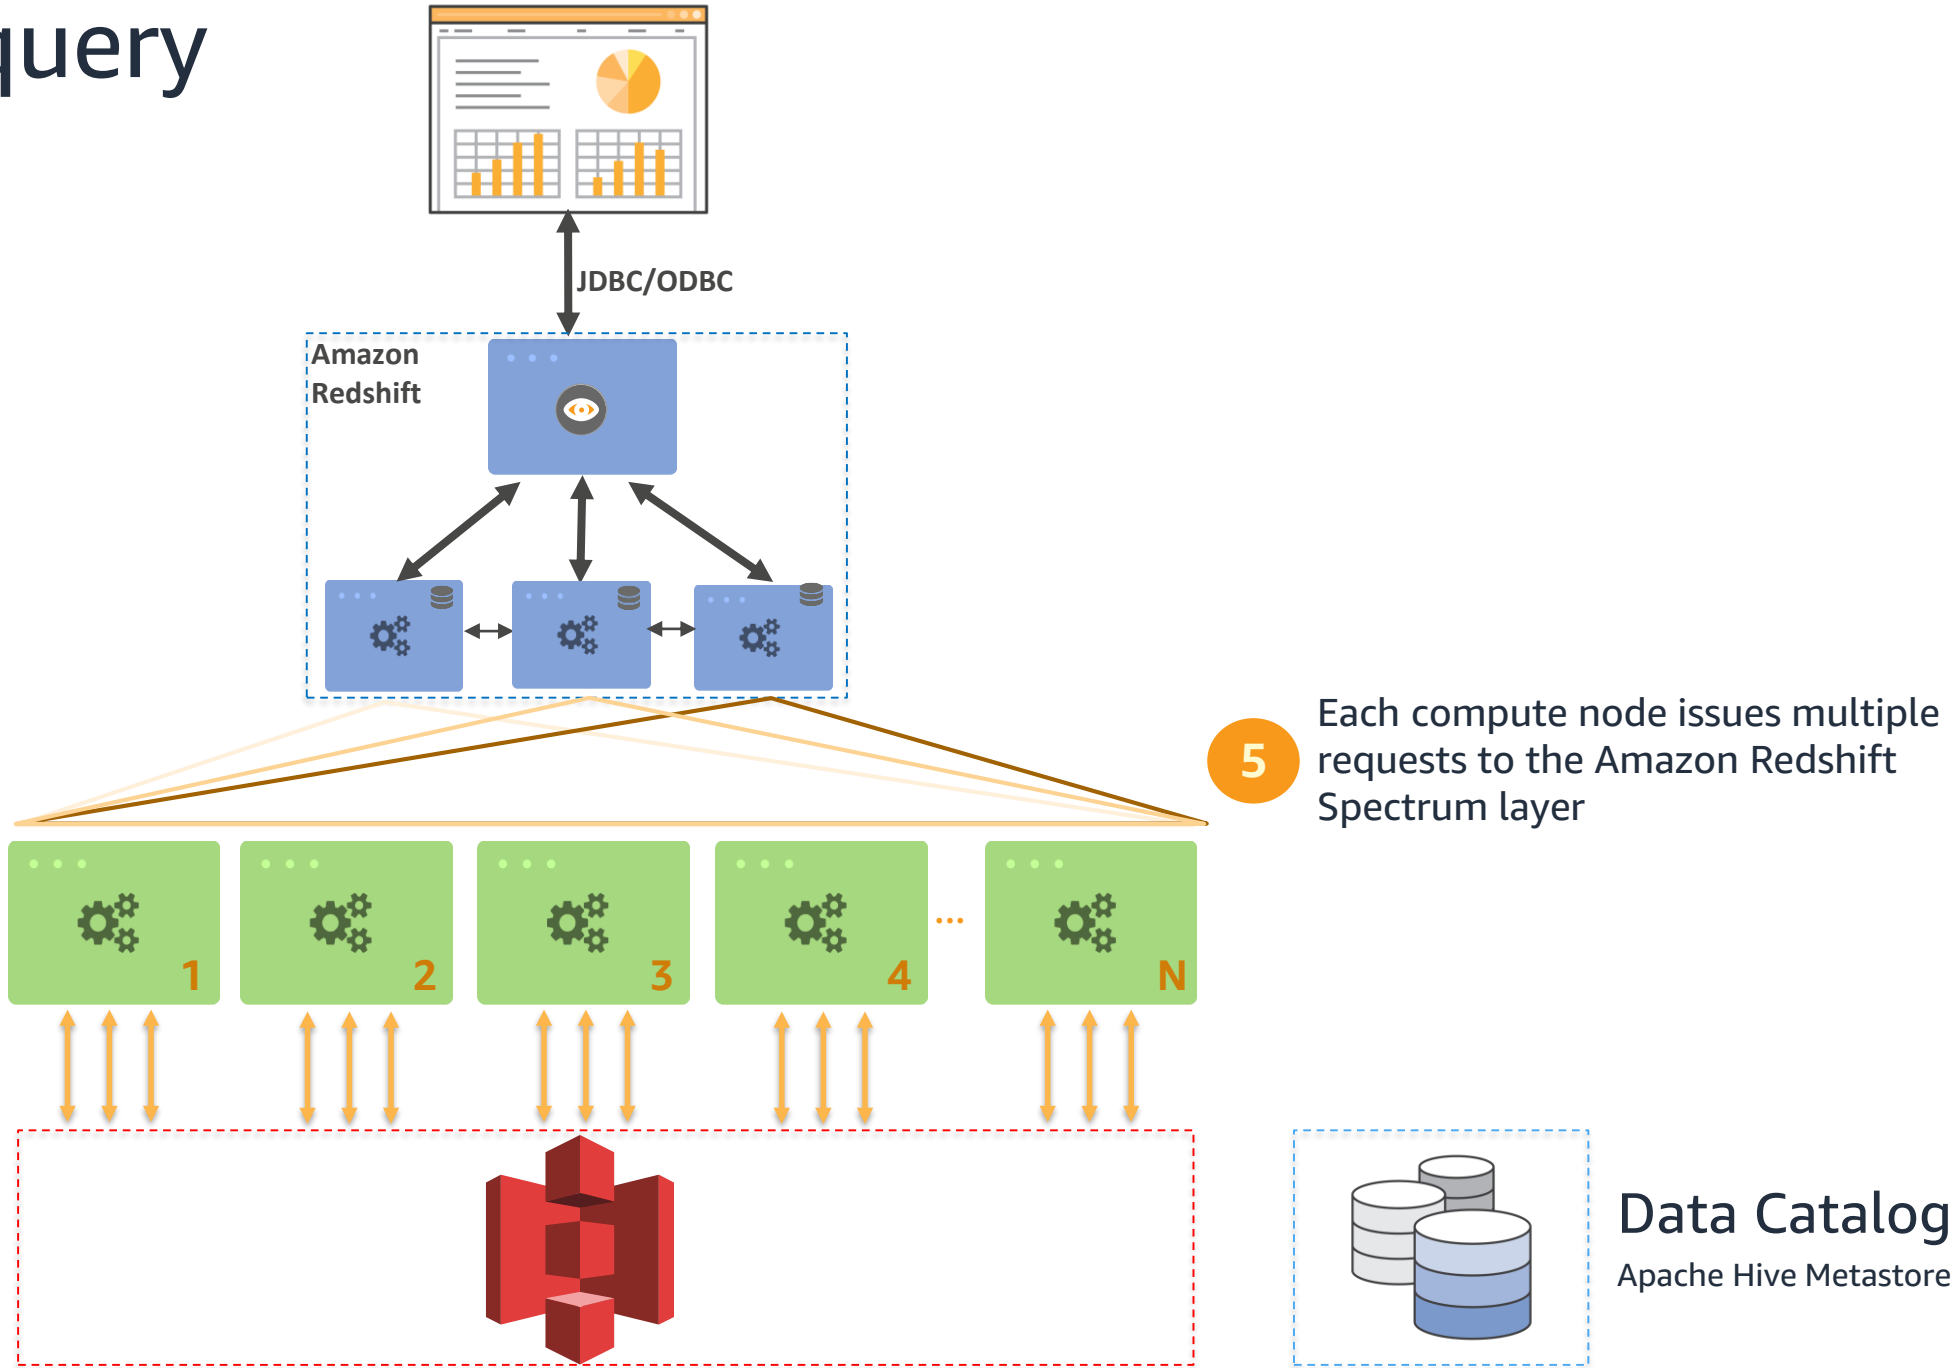 query
JDBC/ODBC
Amazon
Redshift
5
Each compute node issues multiple
requests to the Amazon Redshift
Spectrum layer
1
2
3
4
...
N
Data Catalog
Apache Hive Metastore